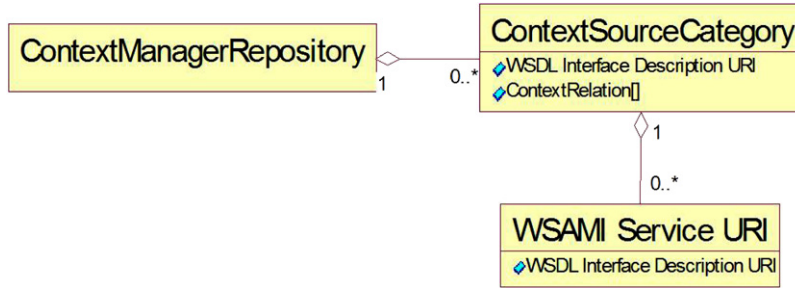 ContextManagerRepository
1
0..*
ContextSourceCategory
WSDL Interface Description URI
ContextRelation[]
1
0..*
WSAMI Service URI
WSDL Interface Description URI